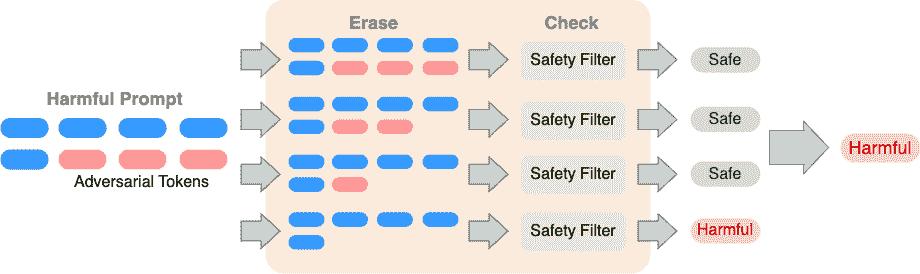 Erase
Check
Harmful Prompt
Adversarial Tokens
Safety Filter
Safe
Safety Filter
Safe
Safety Filter
Safe
Safety Filter
Harmful
Harmful